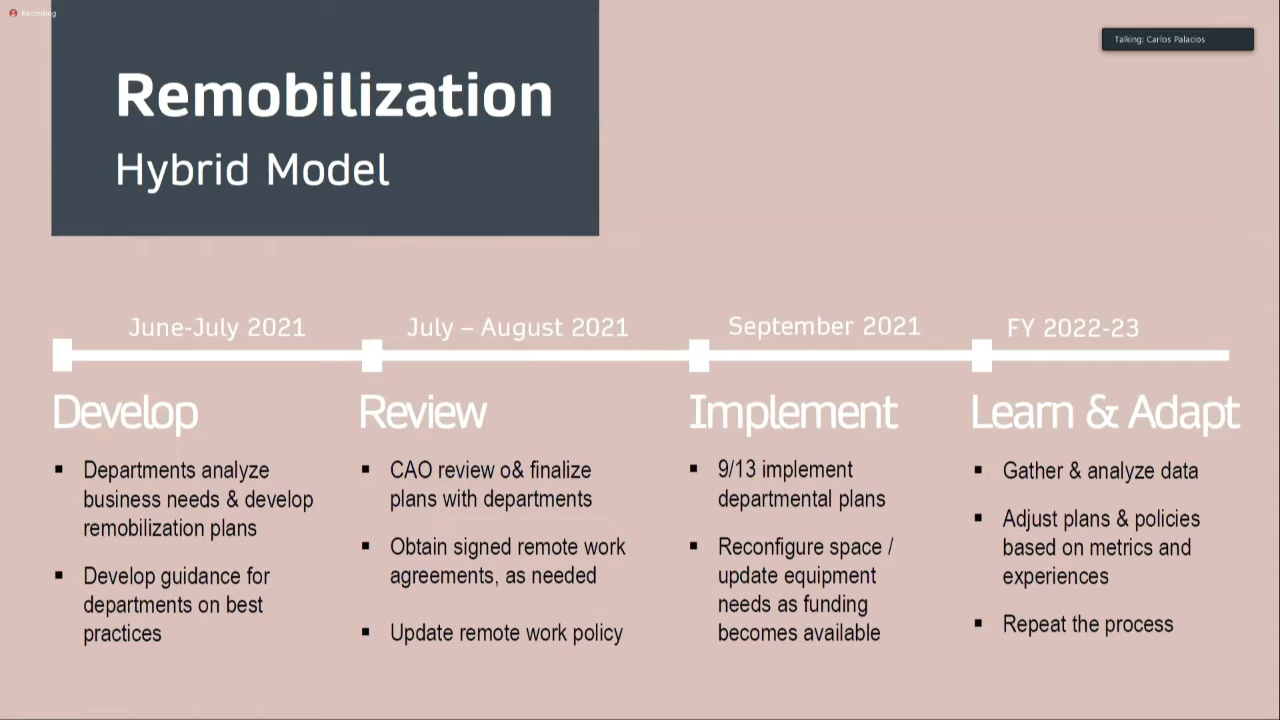 Recording
Talking: Carlos Palacios
Remobilization
Hybrid Model
June-July 2021
July – August 2021
September 2021
FY 2022-23
Develop
▪ Departments analyze
business needs & develop
remobilization plans
▪ Develop guidance for
departments on best
practices
Review
▪ CAO review o& finalize
plans with departments
▪ Obtain signed remote work
agreements, as needed
▪ Update remote work policy
Implement
▪ 9/13 implement
departmental plans
▪ Reconfigure space /
update equipment
needs as funding
becomes available
Learn & Adapt
▪ Gather & analyze data
▪ Adjust plans & policies
based on metrics and
experiences
▪ Repeat the process